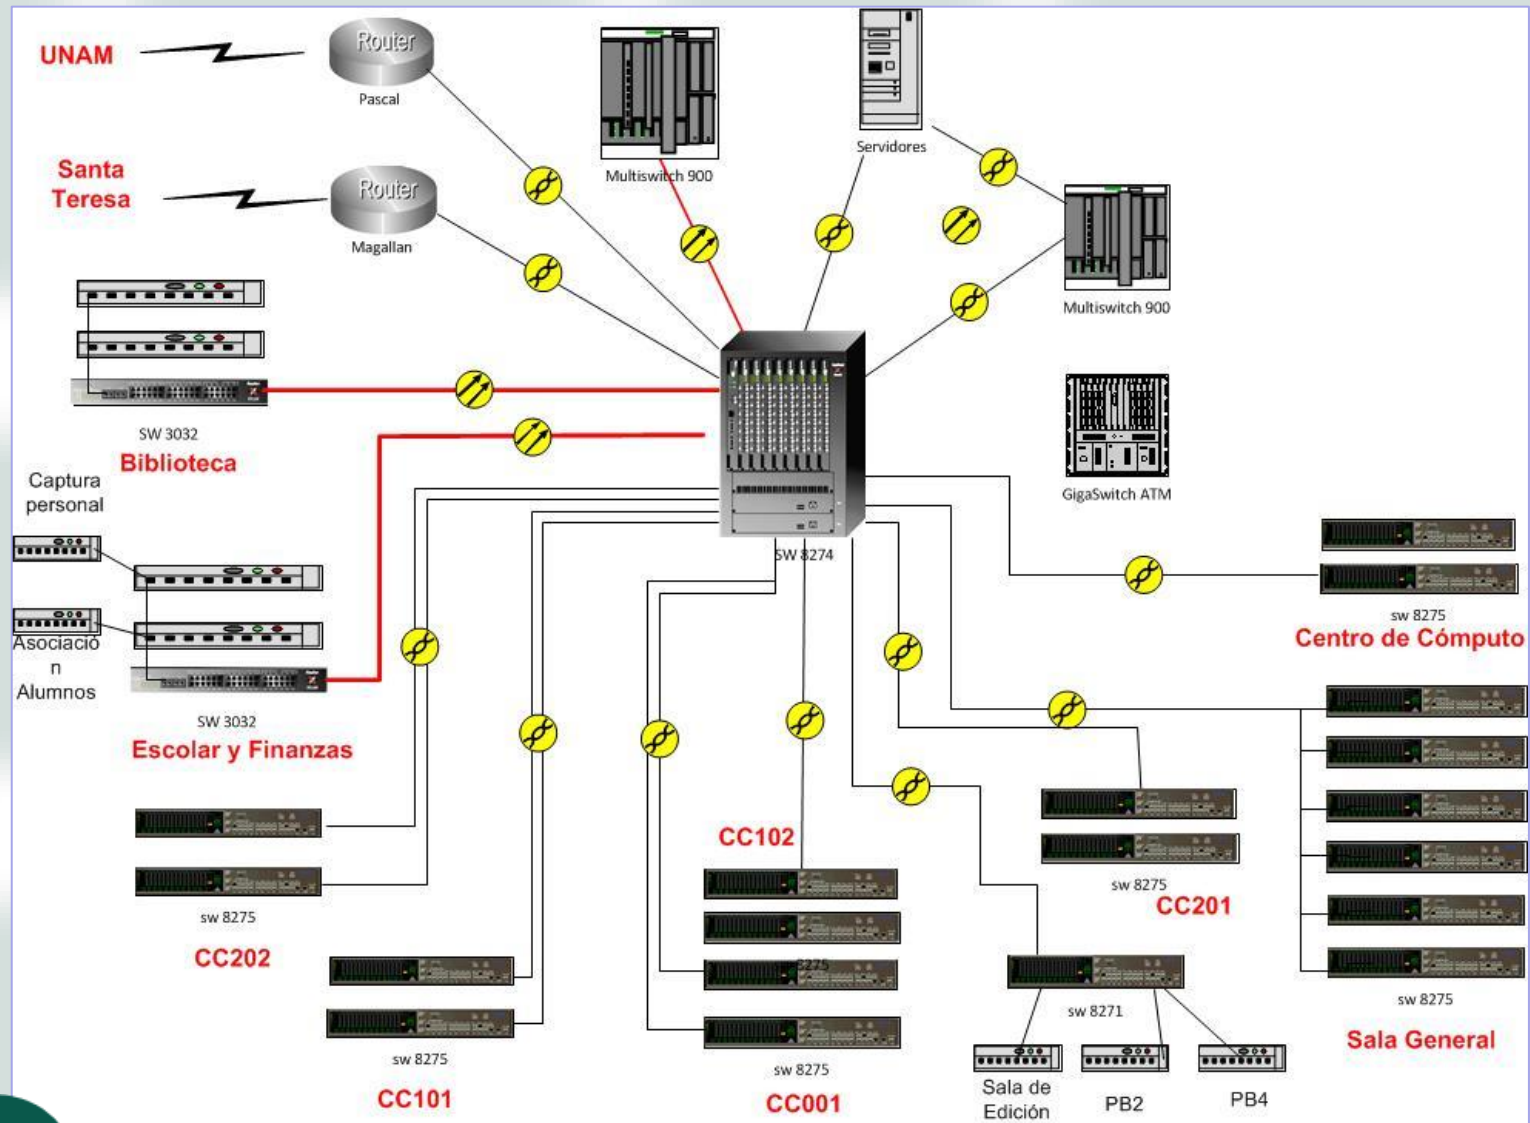 UNAM
Router
Pascal
Multiswitch 900
Servidores
Santa
Teresa
Router
Magallan
Multiswitch 900
SW 3032
Biblioteca
GigaSwitch ATM
Captura
personal
SW 8274
sw 8275
Centro de Cómputo
Asociació
n
Alumnos
SW 3032
Escolar y Finanzas
CC102
sw 8275
CC201
sw 8275
CC202
8275
sw 8275
Sala General
sw 8271
sw 8275
CC101
sw 8275
CC001
Sala de
Edición
PB2
PB4